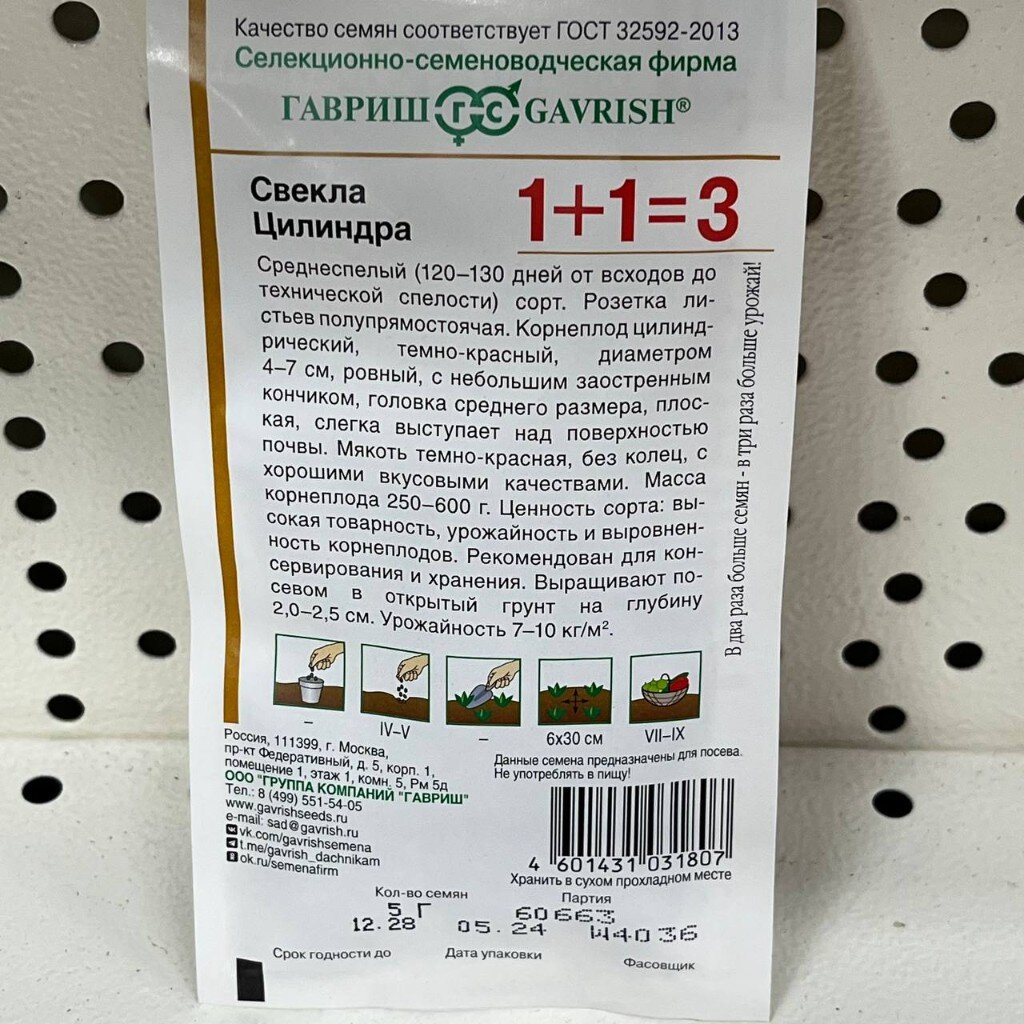 Качество семян соответствует ГОСТ 32592-2013
Селекционно-семеноводческая фирма
ГАВРИШ Г-С GAVRISH®
Свекла
Цилиндра
1+1=3
Среднеспелый (120–130 дней от всходов до
технической спелости) сорт. Розетка ли-
стьев полупрямостоячая. Корнеплод цилинд-
рический, темно-красный, диаметром
4–7 см, ровный, с небольшим заостренным
кончиком, головка среднего размера, плос-
кая, слегка выступает над поверхностью
почвы. Мякоть темно-красная, без колец, с
хорошими вкусовыми качествами. Масса
корнеплода 250–600 г. Ценность сорта: вы-
сокая товарность, урожайность и выровнен-
ность корнеплодов. Рекомендован для кон-
сервирования и хранения. Выращивают по-
севом в открытый грунт на глубину
2,0–2,5 см. Урожайность 7–10 кг/м².
В два раза больше семян - в три раза больше урожай!
– IV–V – 6х30 см VII–IX
Россия, 111399, г. Москва,
пр-кт Федеративный, д. 5, корп. 1,
помещение 1, этаж 1, комн. 5, Рм 5д
ООО "ГРУППА КОМПАНИЙ "ГАВРИШ"
Тел.: 8 (499) 551-54-05
www.gavrishseeds.ru
e-mail: sad@gavrish.ru
vk.com/gavrishsemena
t.me/gavrish_dachnikam
ok.ru/semenafirm
Данные семена предназначены для посева.
Не употреблять в пищу!
4 601431 031807
Хранить в сухом прохладном месте
Кол-во семян Партия
5 Г 60663
12.28 05.24 W4036
Срок годности до Дата упаковки Фасовщик